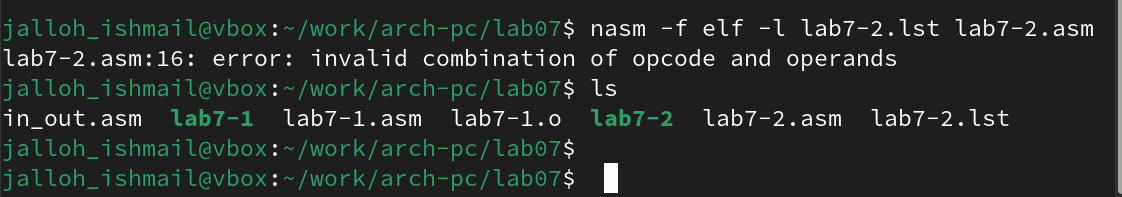 jalloh_ishmail@vbox:~/work/arch-pc/lab07$ nasm -f elf -l lab7-2.lst lab7-2.asm
lab7-2.asm:16: error: invalid combination of opcode and operands
jalloh_ishmail@vbox:~/work/arch-pc/lab07$ ls
in_out.asm  lab7-1  lab7-1.asm  lab7-1.o  lab7-2  lab7-2.asm  lab7-2.lst
jalloh_ishmail@vbox:~/work/arch-pc/lab07$
jalloh_ishmail@vbox:~/work/arch-pc/lab07$